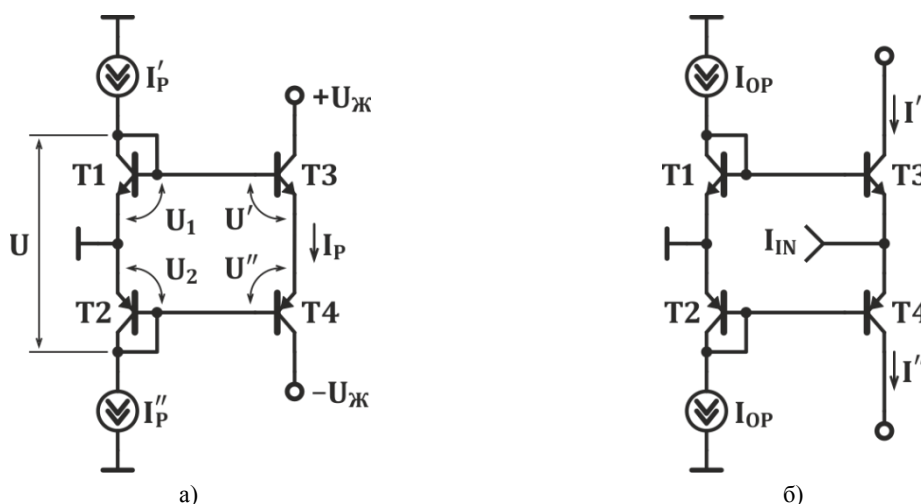 I′P
IOP
+UЖ
I′
T1
T3
T1
T3
U1
U′
U
IP
IIN
U2
U″
T2
T4
T2
T4
I″
−UЖ
I″P
IOP
а)
б)